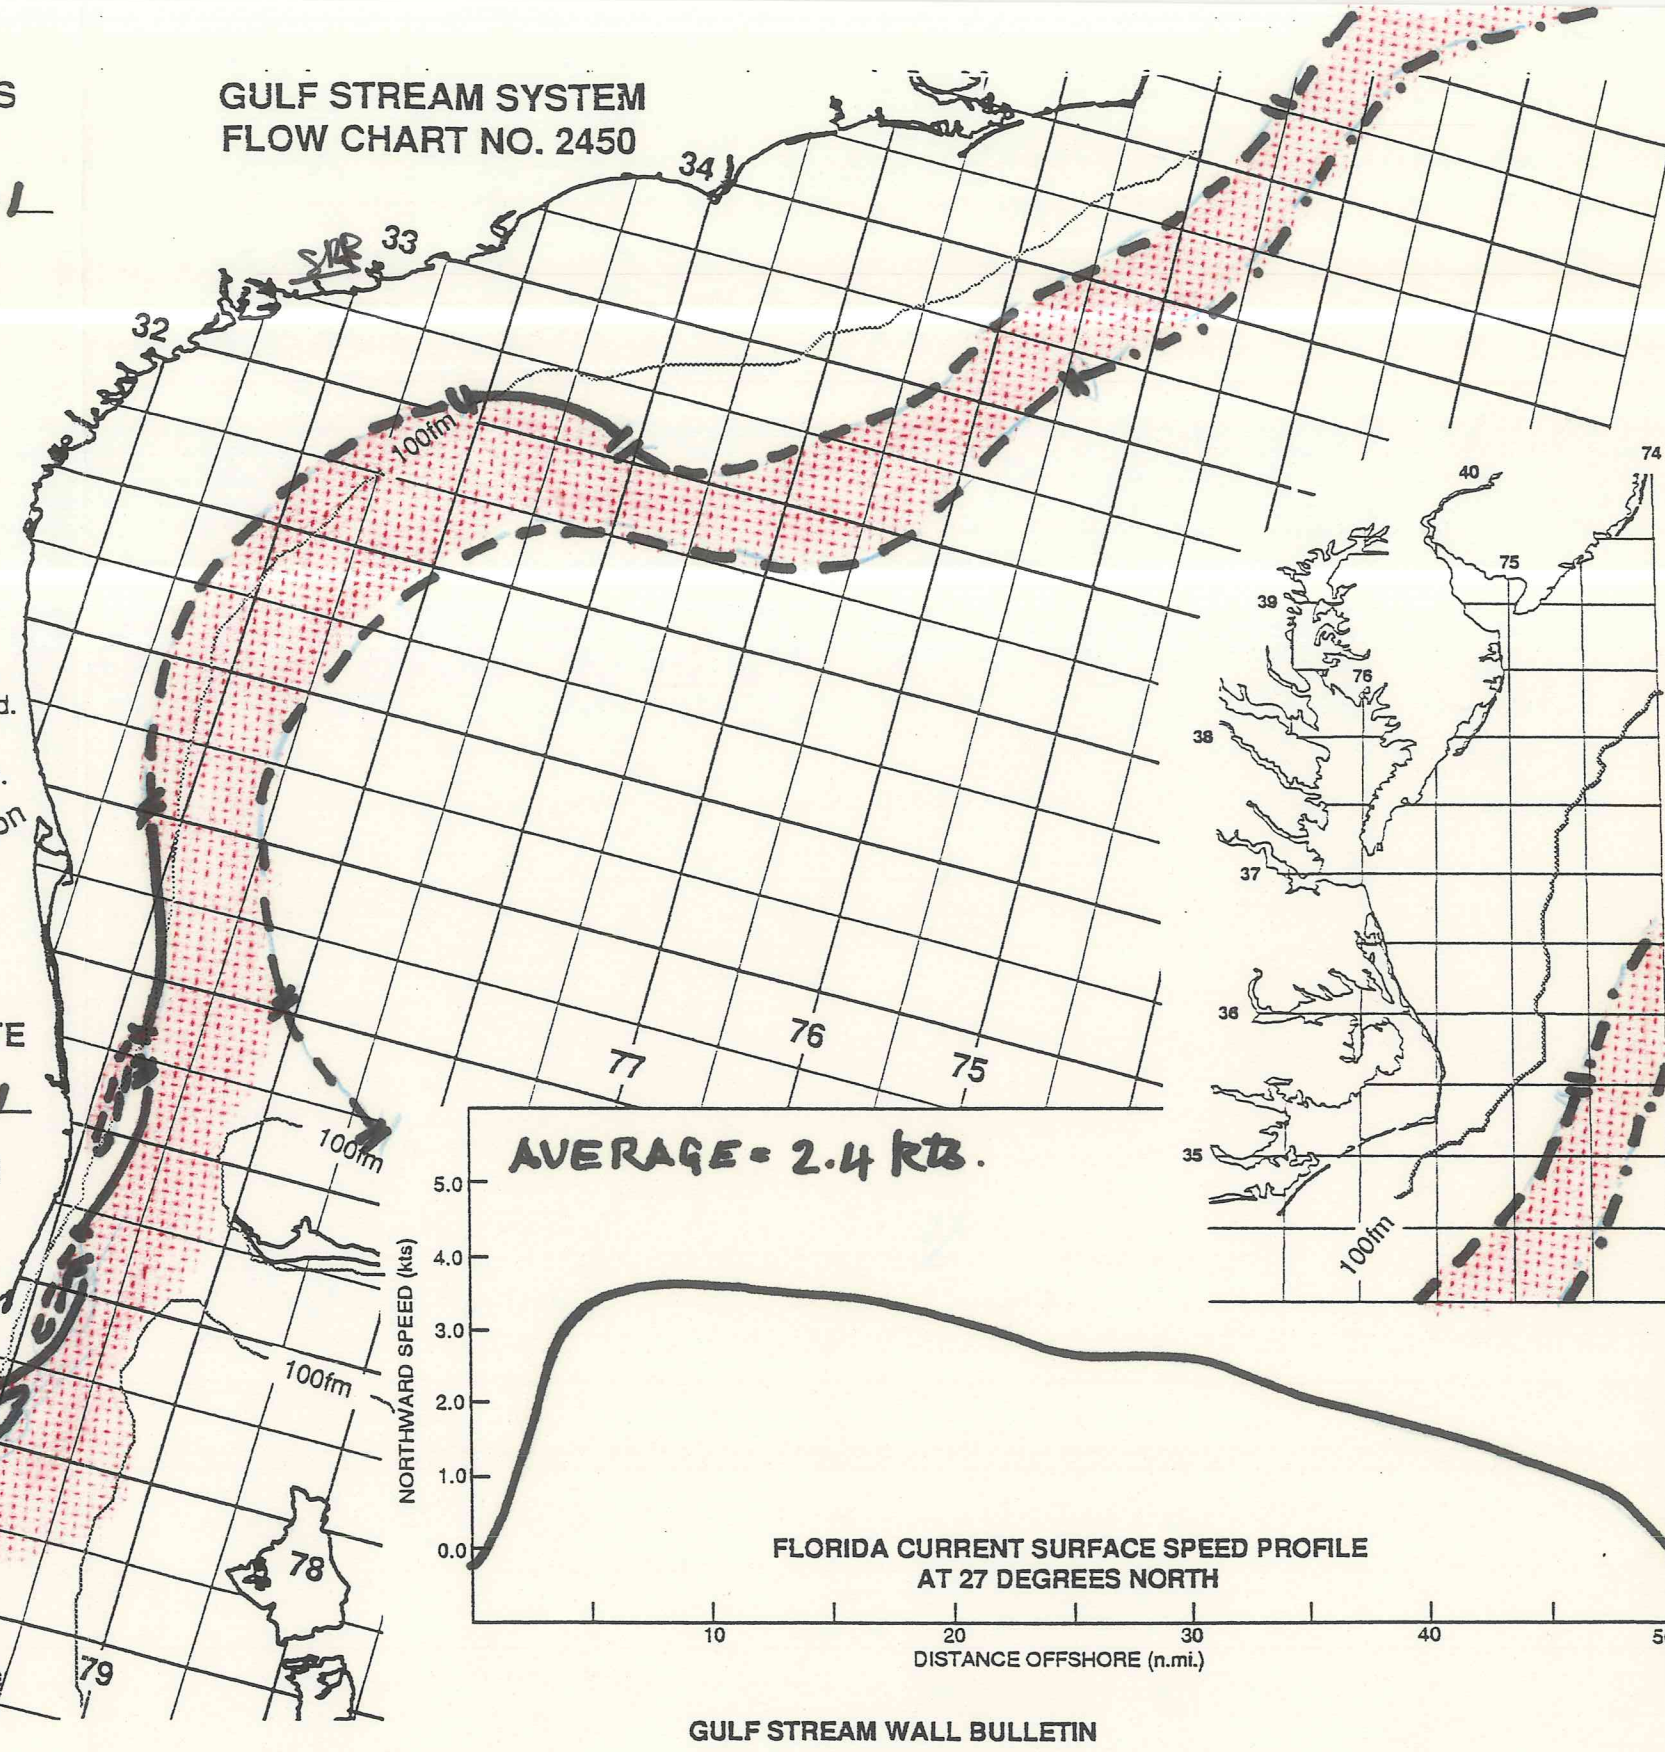 S
GULF STREAM SYSTEM
FLOW CHART NO. 2450
34
33
32
100fm
d.
on
TE
77
76
75
100fm
100fm
78
79
40
74
75
39
76
38
37
36
35
100fm
AVERAGE = 2.4 kts.
5.0
4.0
3.0
2.0
1.0
0.0
NORTHWARD SPEED (kts)
FLORIDA CURRENT SURFACE SPEED PROFILE
AT 27 DEGREES NORTH
10
20
30
40
DISTANCE OFFSHORE (n.mi.)
GULF STREAM WALL BULLETIN